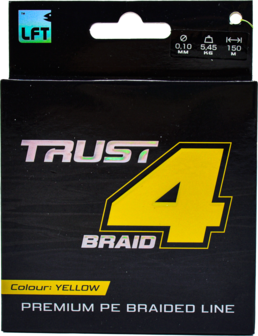 LFT
Ø
0.10 5,45 150
MM KG M
TRUST 4
BRAID
Colour: YELLOW
PREMIUM PE BRAIDED LINE